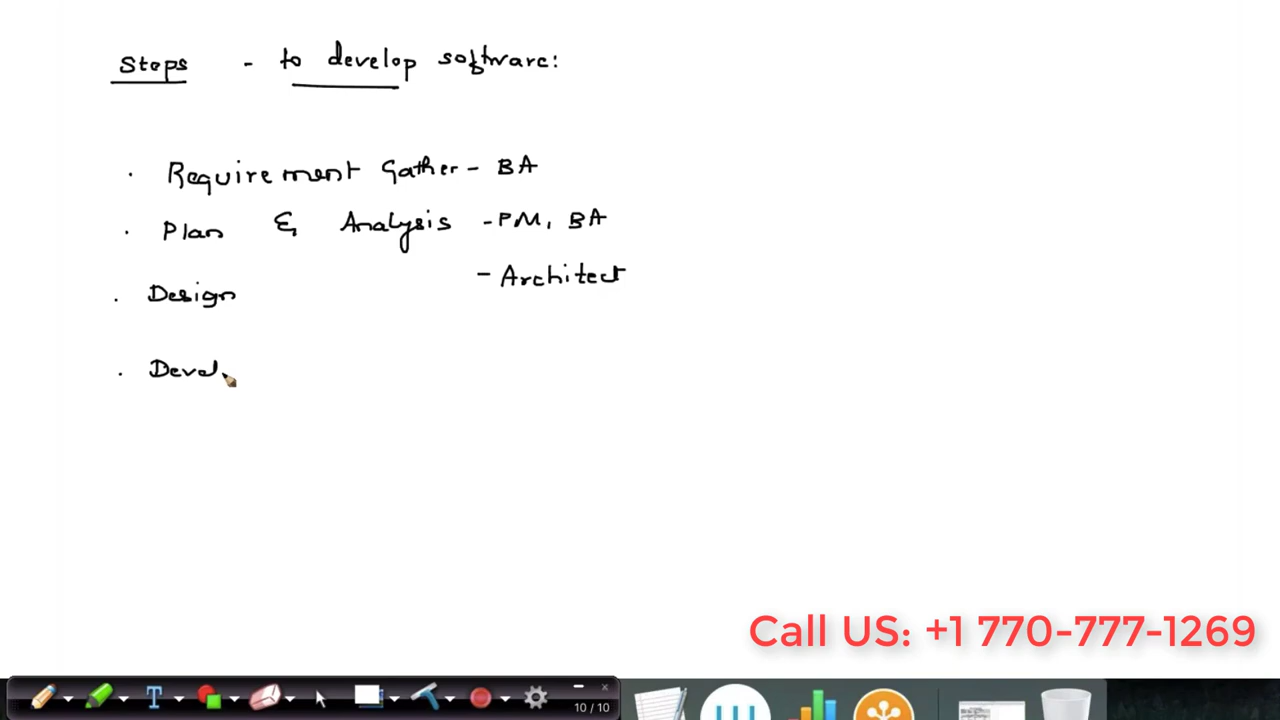 Steps - to develop software:
. Requirement Gather - BA
. Plan & Analysis - PM, BA
- Architect
. Design
. Devel
Call US: +1 770-777-1269
T
10 / 10